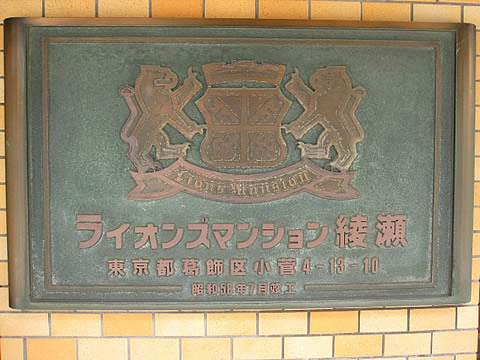 Lions Mansion
ライオンズマンション綾瀬
東京都葛飾区小菅4-13-10
昭和56年7月竣工